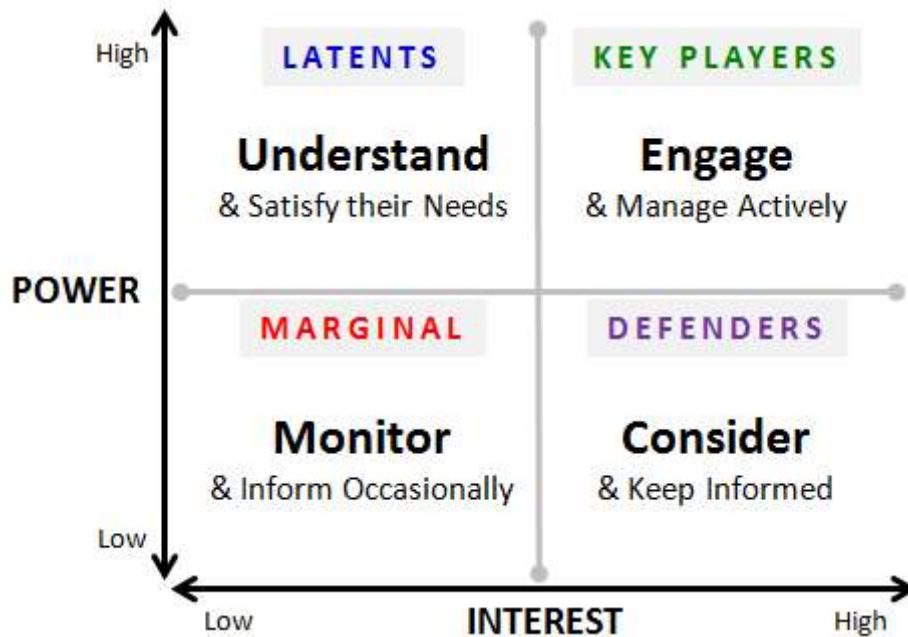 High
LATENTS
KEY PLAYERS
Understand
& Satisfy their Needs
Engage
& Manage Actively
POWER
MARGINAL
DEFENDERS
Monitor
& Inform Occasionally
Consider
& Keep Informed
Low
Low
INTEREST
High